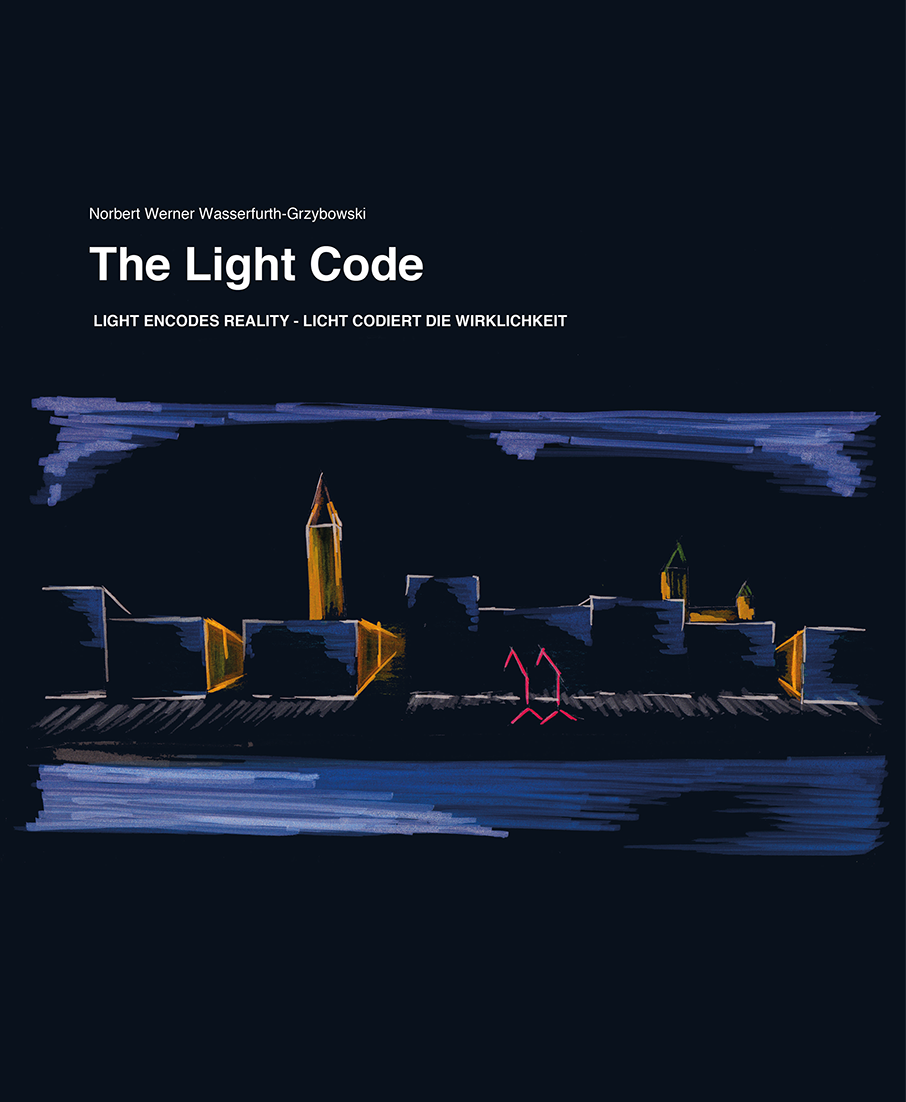 Norbert Werner Wasserfurth-Grzybowski
The Light Code
LIGHT ENCODES REALITY - LICHT CODIERT DIE WIRKLICHKEIT